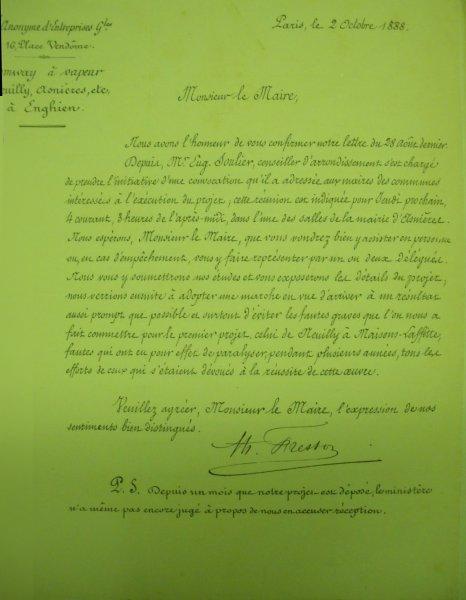 Anonyme d'Entreprises Gles
16, Place Vendôme.
mway à vapeur
uilly, Asnières, etc,
à Enghien.
Paris, le 2 Octobre 1888.
Monsieur le Maire,
Nous avons l'honneur de vous confirmer notre lettre du 28 Août dernier.
Depuis, Mr Eug. Soulier, conseiller d'arrondissement s'est chargé
de prendre l'initiative d'une convocation qu'il a adressée aux maires des communes
intéressés à l'exécution du projet; cette réunion est indiquée pour Jeudi prochain,
4 courant, 3 heures de l'après-midi, dans l'une des salles de la mairie d'Asnières.
Nous espérons, Monsieur le Maire, que vous voudrez bien y assister en personne
ou, en cas d'empêchement, vous y faire représenter par un ou deux délégués.
Nous vous y soumettrons nos études et vous exposerons les détails du projet,
nous verrions ensuite à adopter une marche en vue d'arriver à un résultat
aussi prompt que possible et surtout d'éviter les fautes graves que l'on nous a
fait commettre pour le premier projet, celui de Neuilly à Maisons-Laffitte,
fautes qui ont eu pour effet de paralyser, pendant plusieurs années, tous les
efforts de ceux qui s'étaient dévoués à la réussite de cette œuvre.
Veuillez agréer, Monsieur le Maire, l'expression de nos
sentiments bien distingués.
P. S. Depuis un mois que notre projet est déposé, le ministère
n'a même pas encore jugé à propos de nous en accuser réception.